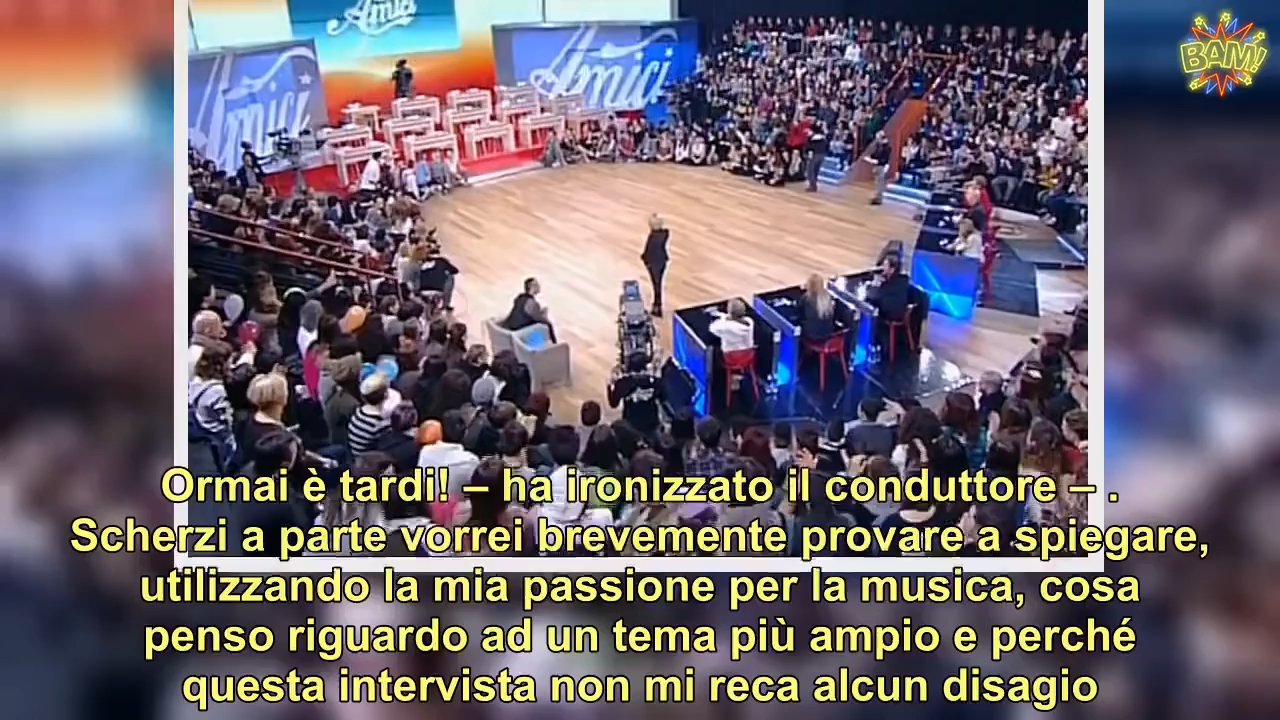 Amici
Amici
Amici
BAM!
Ormai è tardi! – ha ironizzato il conduttore – .
Scherzi a parte vorrei brevemente provare a spiegare,
utilizzando la mia passione per la musica, cosa
penso riguardo ad un tema più ampio e perché
questa intervista non mi reca alcun disagio